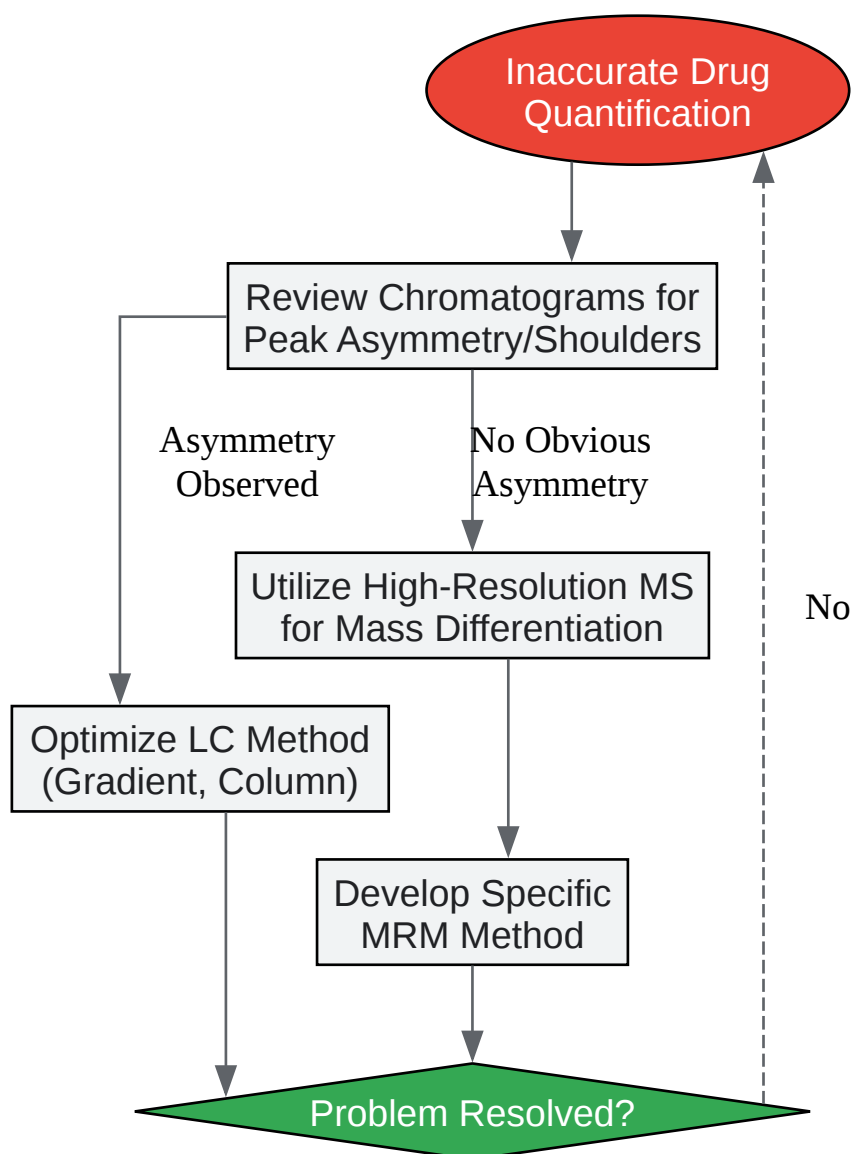 Inaccurate Drug
Quantification
Review Chromatograms for
Peak Asymmetry/Shoulders
Asymmetry
Observed
No Obvious
Asymmetry
Utilize High-Resolution MS
for Mass Differentiation
No
Optimize LC Method
(Gradient, Column)
Develop Specific
MRM Method
Problem Resolved?